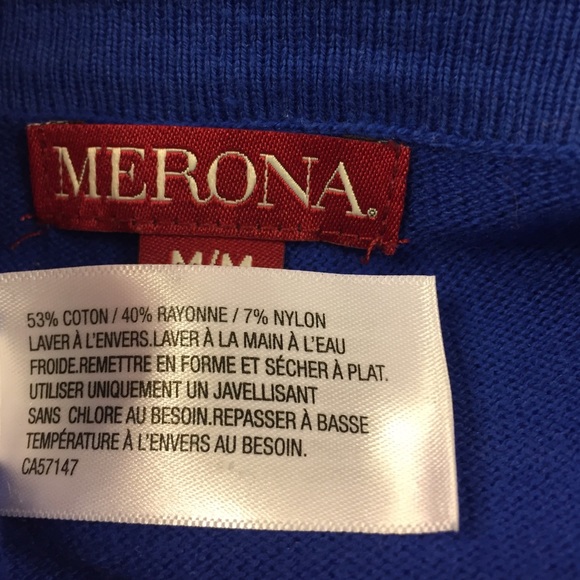 MERONA
M/M
53% COTON / 40% RAYONNE / 7% NYLON
LAVER À L'ENVERS.LAVER À LA MAIN À L'EAU
FROIDE.REMETTRE EN FORME ET SÉCHER À PLAT.
UTILISER UNIQUEMENT UN JAVELLISANT
SANS CHLORE AU BESOIN.REPASSER À BASSE
TEMPÉRATURE À L'ENVERS AU BESOIN.
CA57147